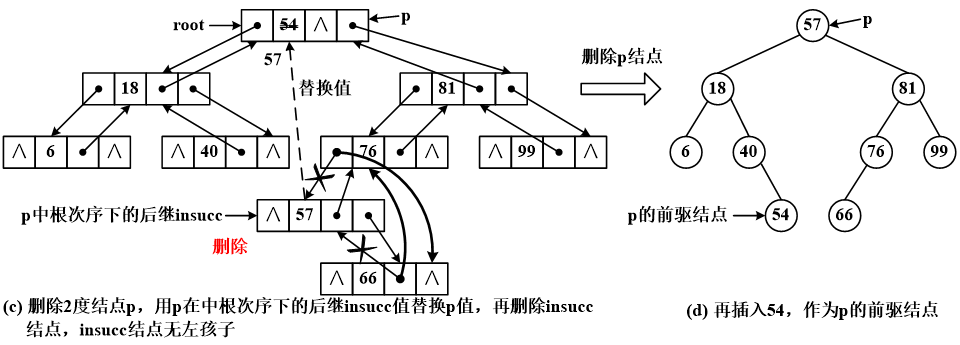 root
54
∧
p
57
替换值
18
81
∧ 6 ∧
∧ 40 ∧
76 ∧
∧ 99 ∧
p中根次序下的后继insucc
∧ 57
删除
∧ 66 ∧
(c) 删除2度结点p，用p在中根次序下的后继insucc值替换p值，再删除insucc
结点，insucc结点无左孩子
删除p结点
57
p
18
81
6
40
76
99
p的前驱结点
54
66
(d) 再插入54，作为p的前驱结点